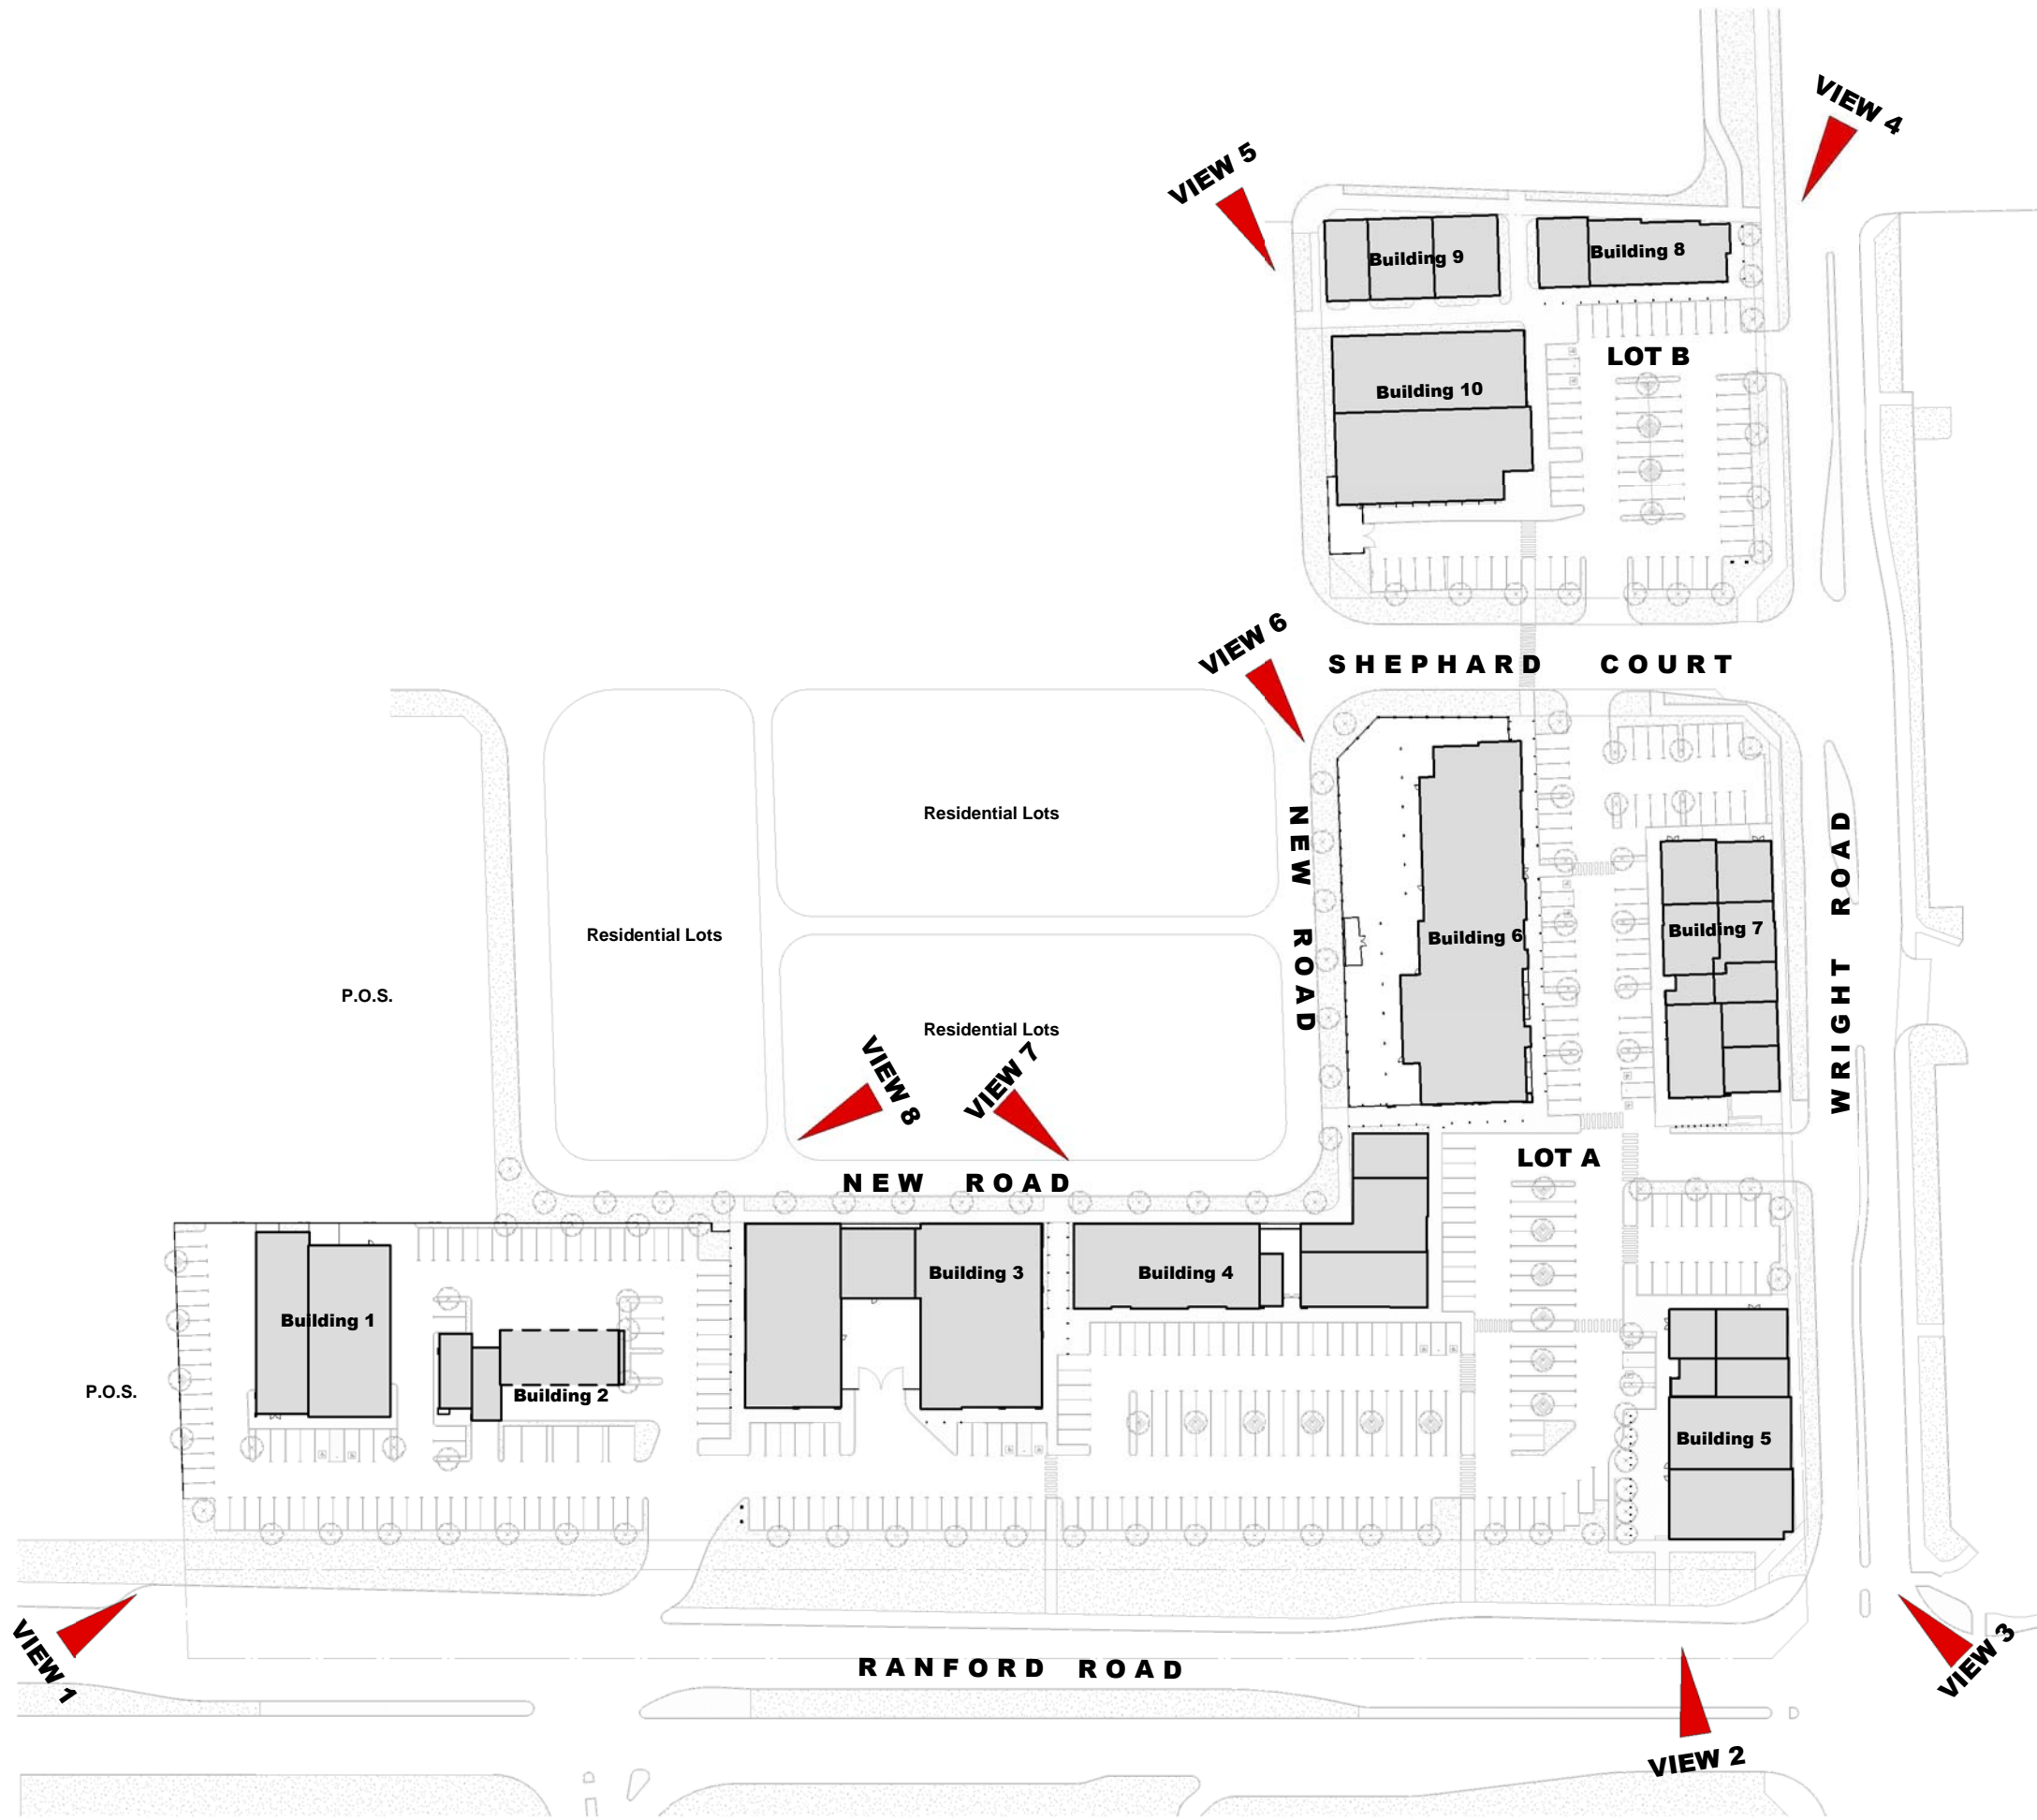 VIEW 4
VIEW 5
Building 9
Building 8
LOT B
Building 10
VIEW 6
SHEPHARD COURT
Residential Lots
NEW ROAD
WRIGHT ROAD
Residential Lots
Building 6
Building 7
P.O.S.
Residential Lots
VIEW 8
VIEW 7
LOT A
NEW ROAD
Building 1
Building 3
Building 4
P.O.S.
Building 2
Building 5
VIEW 1
RANFORD ROAD
VIEW 3
VIEW 2